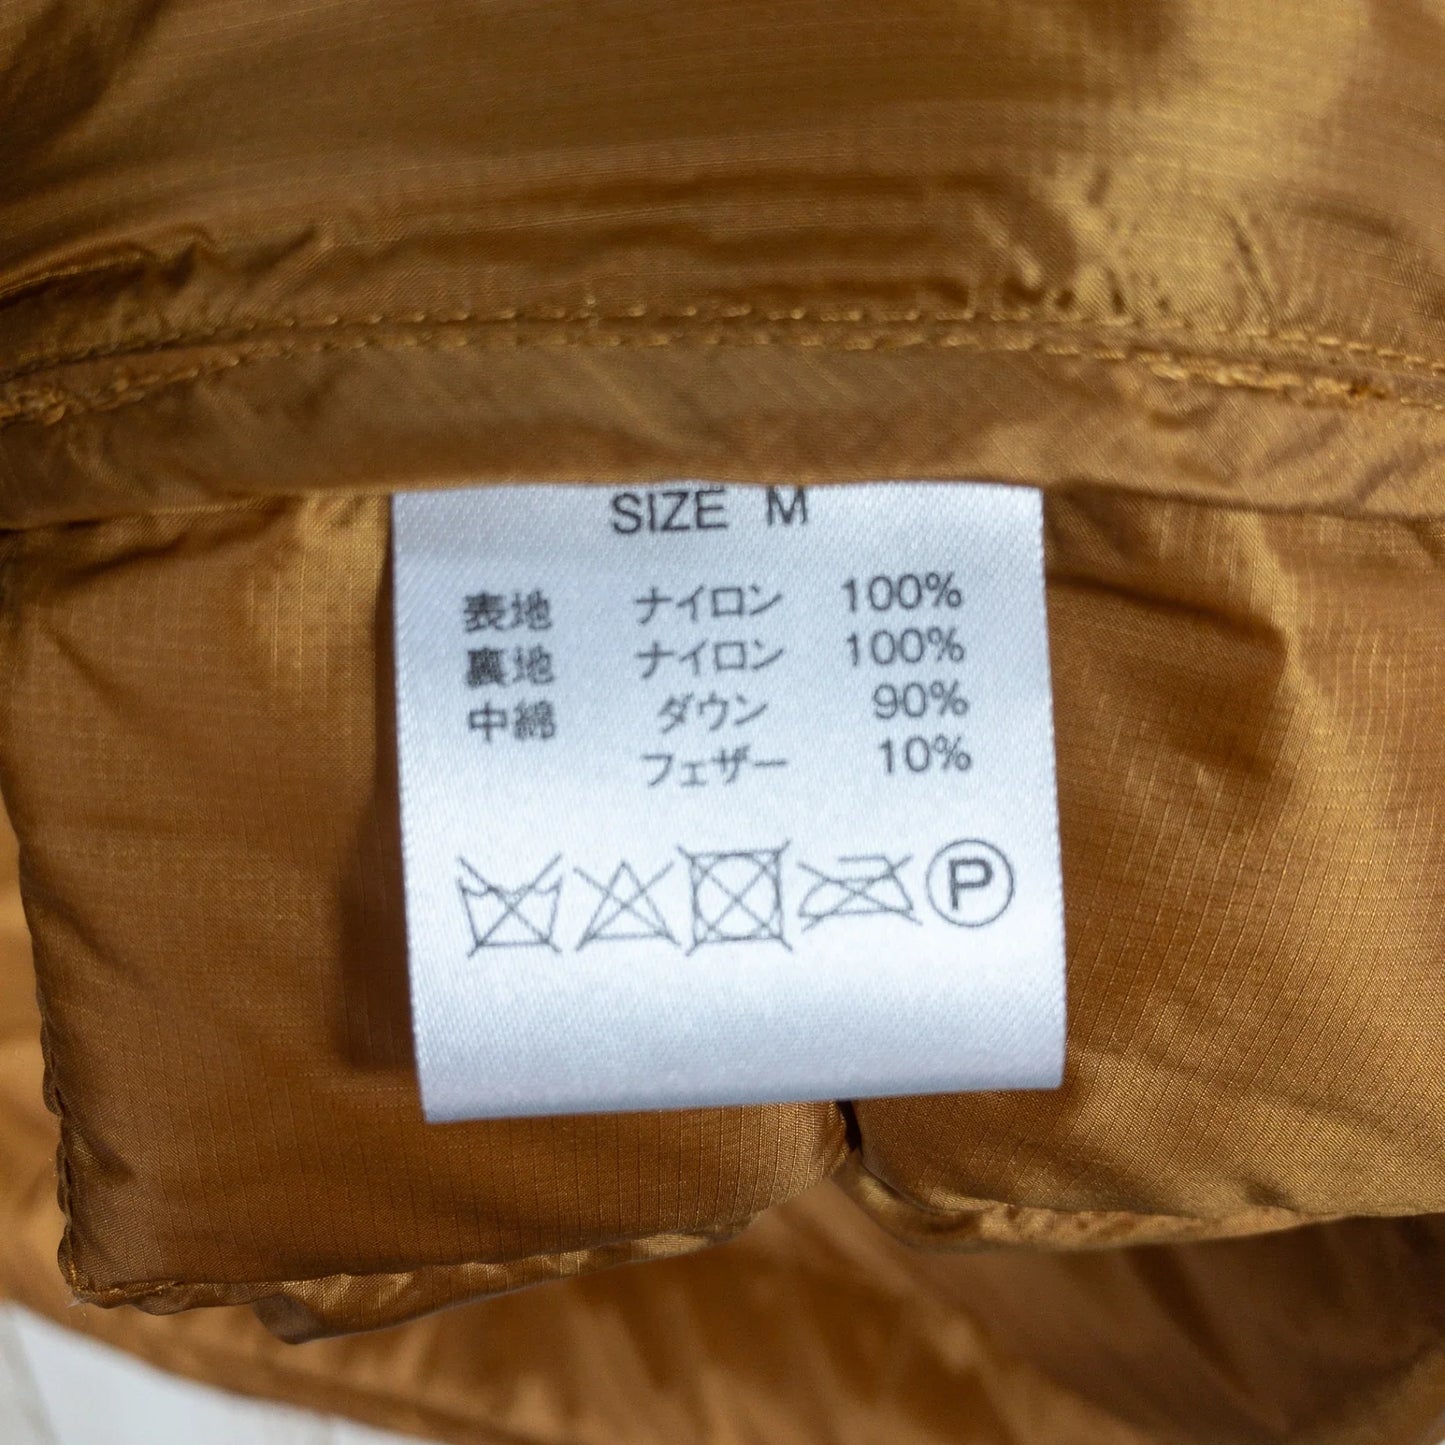 SIZE M
表地 ナイロン 100%
裏地 ナイロン 100%
中綿 ダウン 90%
フェザー 10%
P